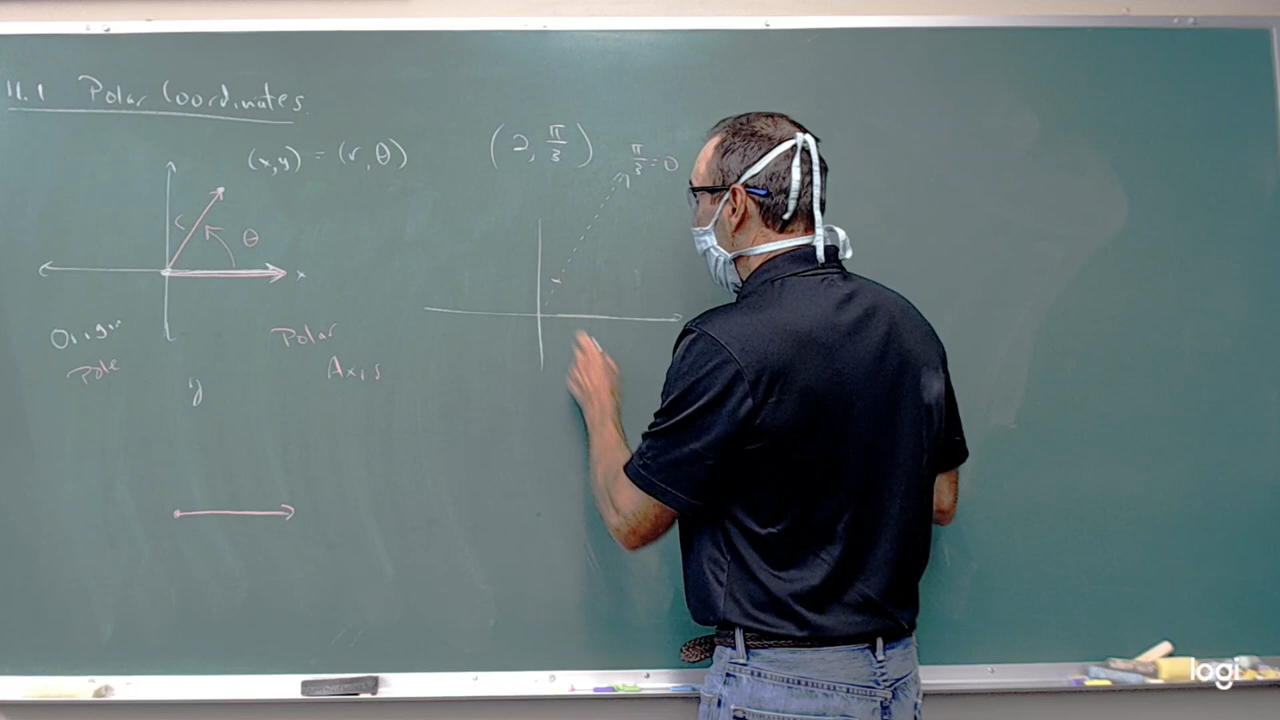 11.1 Polar Coordinates
(x,y) = (r, θ)
(2, π/3)
π/3 = θ
r
θ
x
Origin
Pole
Polar
Axis
y
logi